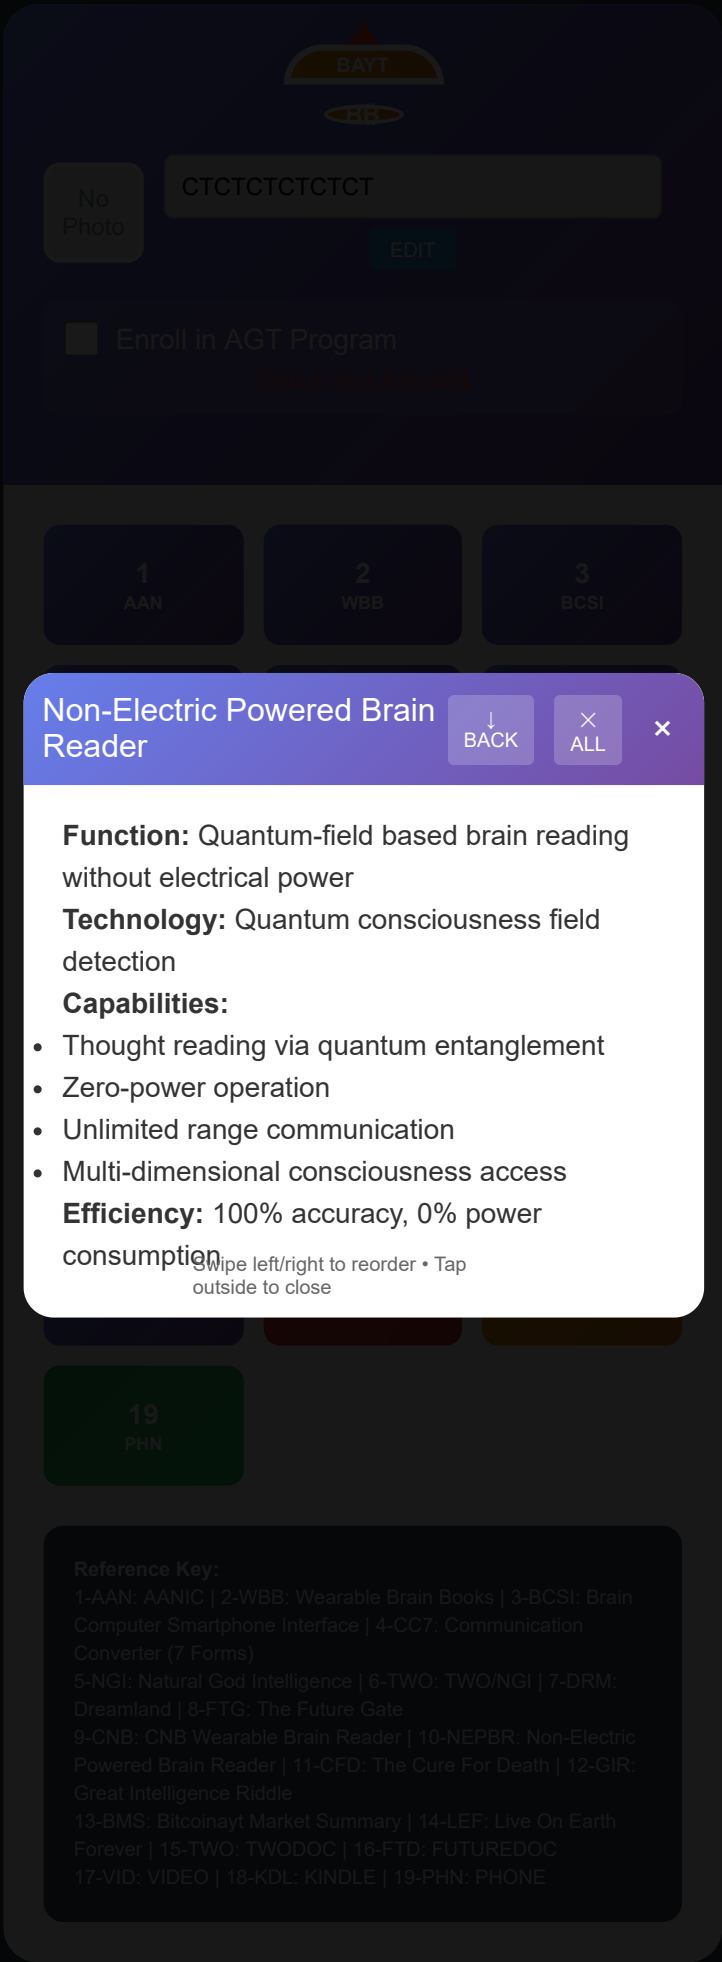 BAYT
BB
No
Photo
CTCTCTCTCTCT
EDIT
Enroll in AGT Program
1
AAN
2
WBB
3
BCSI
Non-Electric Powered Brain
Reader
↓
BACK
×
ALL
×
Function: Quantum-field based brain reading
without electrical power
Technology: Quantum consciousness field
detection
Capabilities:
• Thought reading via quantum entanglement
• Zero-power operation
• Unlimited range communication
• Multi-dimensional consciousness access
Efficiency: 100% accuracy, 0% power
consumption
Swipe left/right to reorder • Tap
outside to close
19
PHN
Reference Key:
1-AAN: AANIC | 2-WBB: Wearable Brain Books | 3-BCSI: Brain
Computer Smartphone Interface | 4-CC7: Communication
Converter (7 Forms)
5-NGI: Natural God Intelligence | 6-TWO: TWO/NGI | 7-DRM:
Dreamland | 8-FTG: The Future Gate
9-CNB: CNB Wearable Brain Reader | 10-NEPBR: Non-Electric
Powered Brain Reader | 11-CFD: The Cure For Death | 12-GIR:
Great Intelligence Riddle
13-BMS: Bitcoinayt Market Summary | 14-LEF: Live On Earth
Forever | 15-TWO: TWODOC | 16-FTD: FUTUREDOC
17-VID: VIDEO | 18-KDL: KINDLE | 19-PHN: PHONE